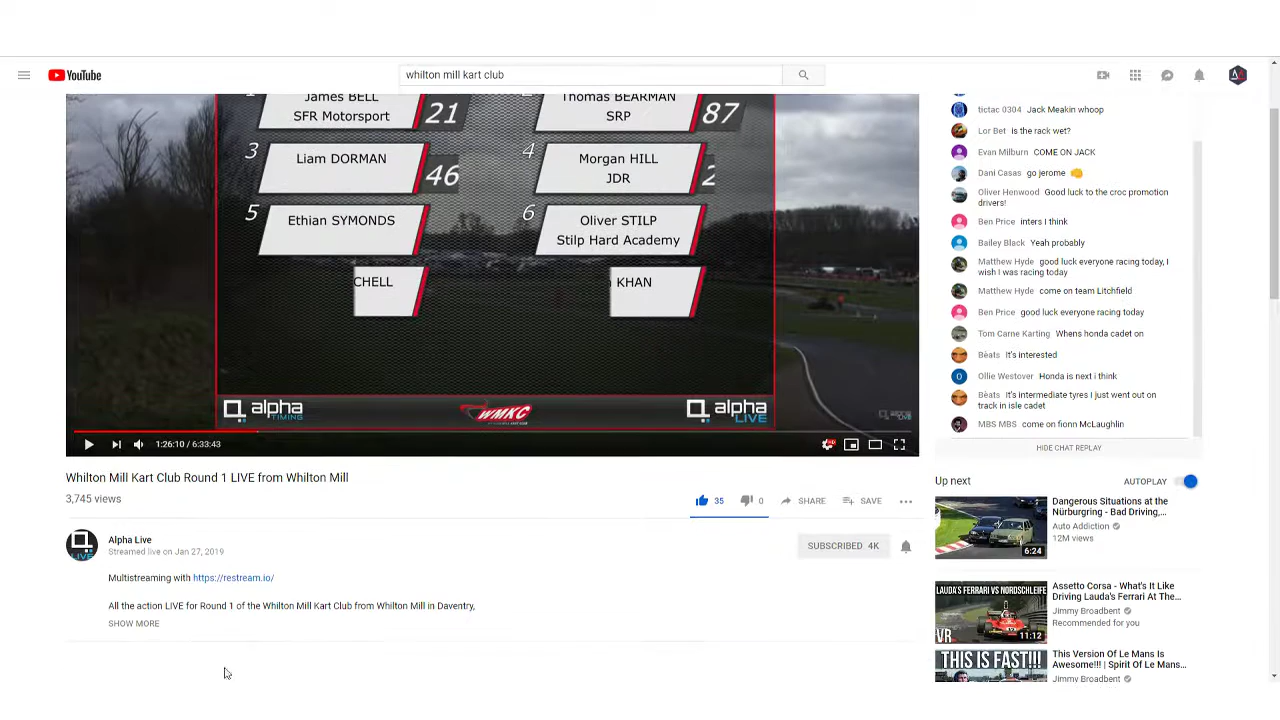 YouTube
whilton mill kart club
James BELL
SFR Motorsport
21
Thomas BEARMAN
SRP
87
3
Liam DORMAN
46
4
Morgan HILL
JDR
2
5
Ethian SYMONDS
6
Oliver STILP
Stilp Hard Academy
CHELL
KHAN
alpha
TIMING
WMKC
alpha
LIVE
1:26:10 / 6:33:43
Whilton Mill Kart Club Round 1 LIVE from Whilton Mill
3,745 views
35
0
SHARE
SAVE
Alpha Live
Streamed live on Jan 27, 2019
SUBSCRIBED 4K
Multistreaming with https://restream.io/
All the action LIVE for Round 1 of the Whilton Mill Kart Club from Whilton Mill in Daventry,
SHOW MORE
tictac 0304 Jack Meakin whoop
Lor Bet is the rack wet?
Evan Milburn COME ON JACK
Dani Casas go jerome
Oliver Henwood Good luck to the croc promotion
drivers!
Ben Price inters I think
Bailey Black Yeah probably
Matthew Hyde good luck everyone racing today, I
wish I was racing today
Matthew Hyde come on team Litchfield
Ben Price good luck everyone racing today
Tom Carne Karting Whens honda cadet on
Bèats It's interested
Ollie Westover Honda is next i think
Bèats It's intermediate tyres I just went out on
track in isle cadet
MBS MBS come on fionn McLaughlin
HIDE CHAT REPLAY
Up next
AUTOPLAY
Dangerous Situations at the
Nürburgring - Bad Driving,...
Auto Addiction
12M views
6:24
LAUDA'S FERRARI VS NORDSCHLEIFE
VR
11:12
Assetto Corsa - What's It Like
Driving Lauda's Ferrari At The...
Jimmy Broadbent
Recommended for you
THIS IS FAST!!!
This Version Of Le Mans Is
Awesome!!! | Spirit Of Le Mans...
Jimmy Broadbent